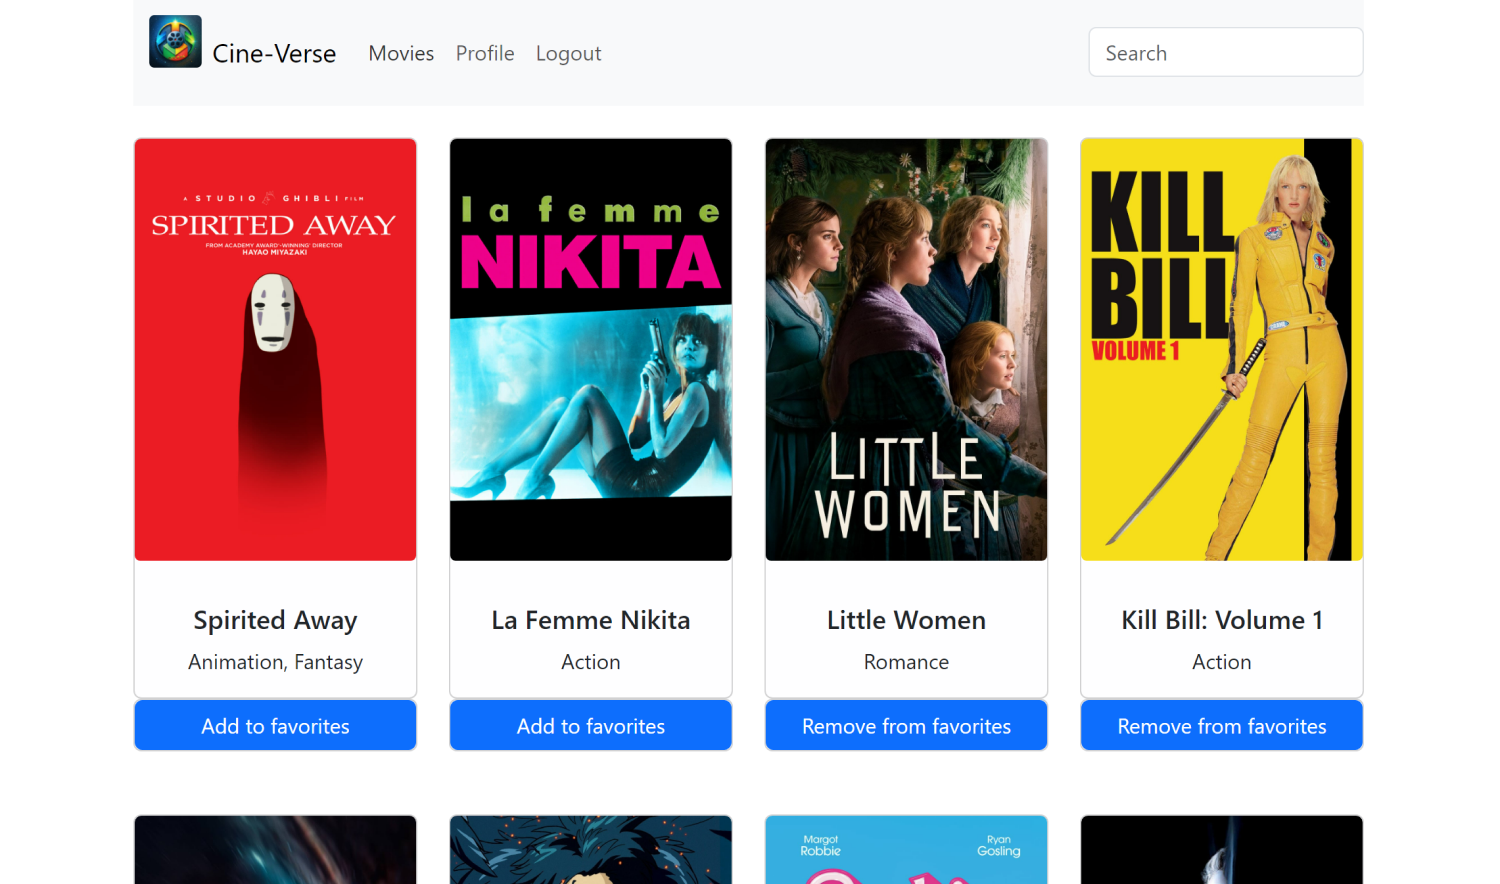 Cine-Verse
Movies
Profile
Logout
Search
A STUDIO GHIBLI FILM
SPIRITED AWAY
FROM ACADEMY AWARD®-WINNING DIRECTOR
HAYAO MIYAZAKI
la femme
NIKITA
LITTLE
WOMEN
KILL
BILL
VOLUME 1
Spirited Away
Animation, Fantasy
Add to favorites
La Femme Nikita
Action
Add to favorites
Little Women
Romance
Remove from favorites
Kill Bill: Volume 1
Action
Remove from favorites
Margot
Robbie
Ryan
Gosling